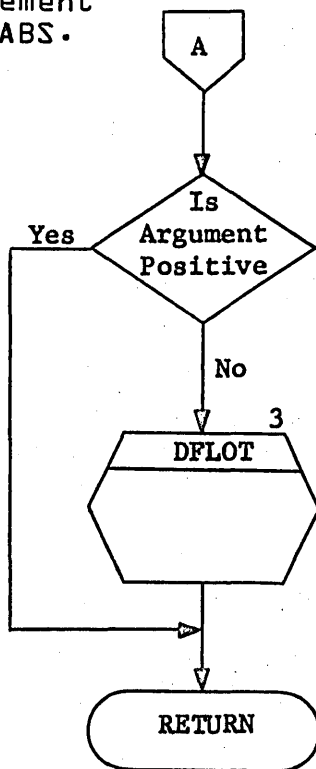 ement
ABS.
A
Is
Argument
Positive
Yes
No
3
DFLOT
RETURN